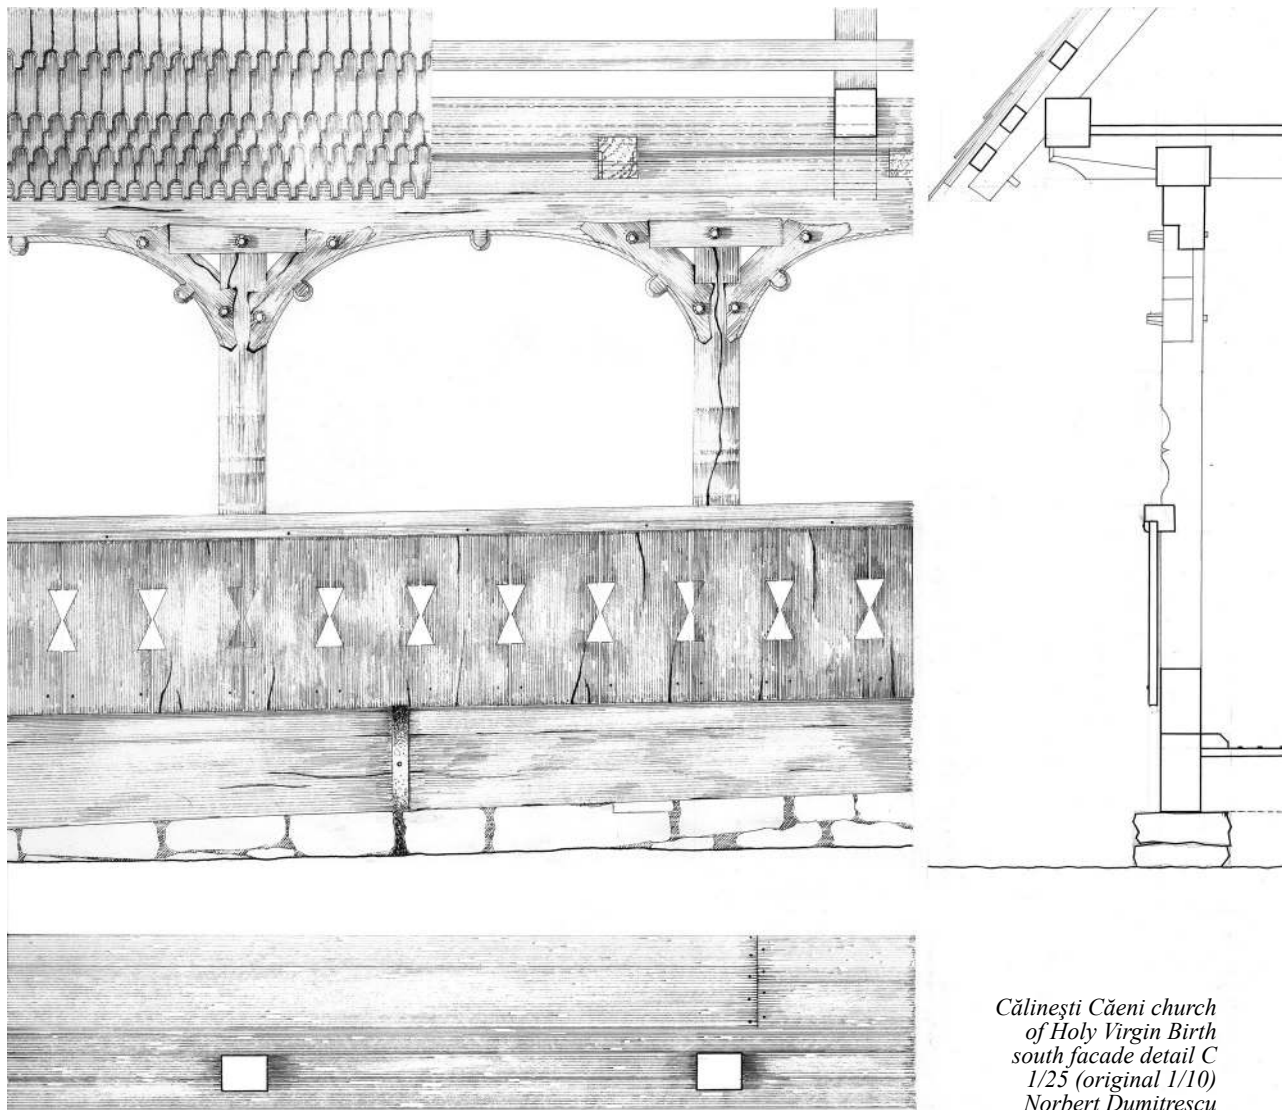 Călineşti Căeni church
of Holy Virgin Birth
south facade detail C
1/25 (original 1/10)
Norbert Dumitrescu